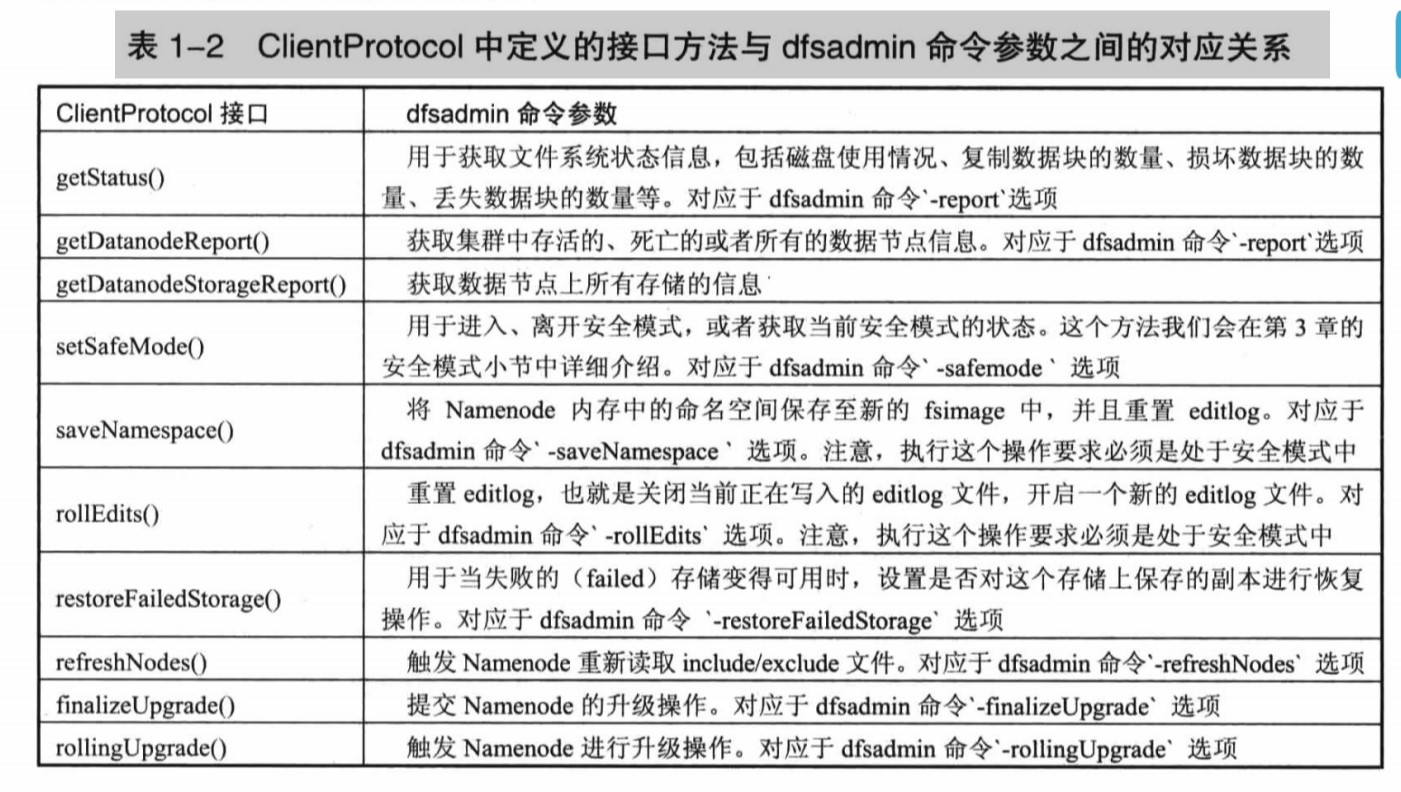 表 1–2 ClientProtocol 中定义的接口方法与 dfsadmin 命令参数之间的对应关系
ClientProtocol 接口 dfsadmin 命令参数
getStatus() 用于获取文件系统状态信息，包括磁盘使用情况、复制数据块的数量、损坏数据块的数
量、丢失数据块的数量等。对应于 dfsadmin 命令`-report`选项
getDatanodeReport() 获取集群中存活的、死亡的或者所有的数据节点信息。对应于 dfsadmin 命令`-report`选项
getDatanodeStorageReport() 获取数据节点上所有存储的信息
setSafeMode() 用于进入、离开安全模式，或者获取当前安全模式的状态。这个方法我们会在第 3 章的
安全模式小节中详细介绍。对应于 dfsadmin 命令` -safemode ` 选项
saveNamespace() 将 Namenode 内存中的命名空间保存至新的 fsimage 中，并且重置 editlog。对应于
dfsadmin 命令` -saveNamespace ` 选项。注意，执行这个操作要求必须是处于安全模式中
rollEdits() 重置 editlog，也就是关闭当前正在写入的 editlog 文件，开启一个新的 editlog 文件。对
应于 dfsadmin 命令` -rollEdits` 选项。注意，执行这个操作要求必须是处于安全模式中
restoreFailedStorage() 用于当失败的（failed）存储变得可用时，设置是否对这个存储上保存的副本进行恢复
操作。对应于 dfsadmin 命令 `-restoreFailedStorage` 选项
refreshNodes() 触发 Namenode 重新读取 include/exclude 文件。对应于 dfsadmin 命令`-refreshNodes` 选项
finalizeUpgrade() 提交 Namenode 的升级操作。对应于 dfsadmin 命令`-finalizeUpgrade` 选项
rollingUpgrade() 触发 Namenode 进行升级操作。对应于 dfsadmin 命令`-rollingUpgrade` 选项